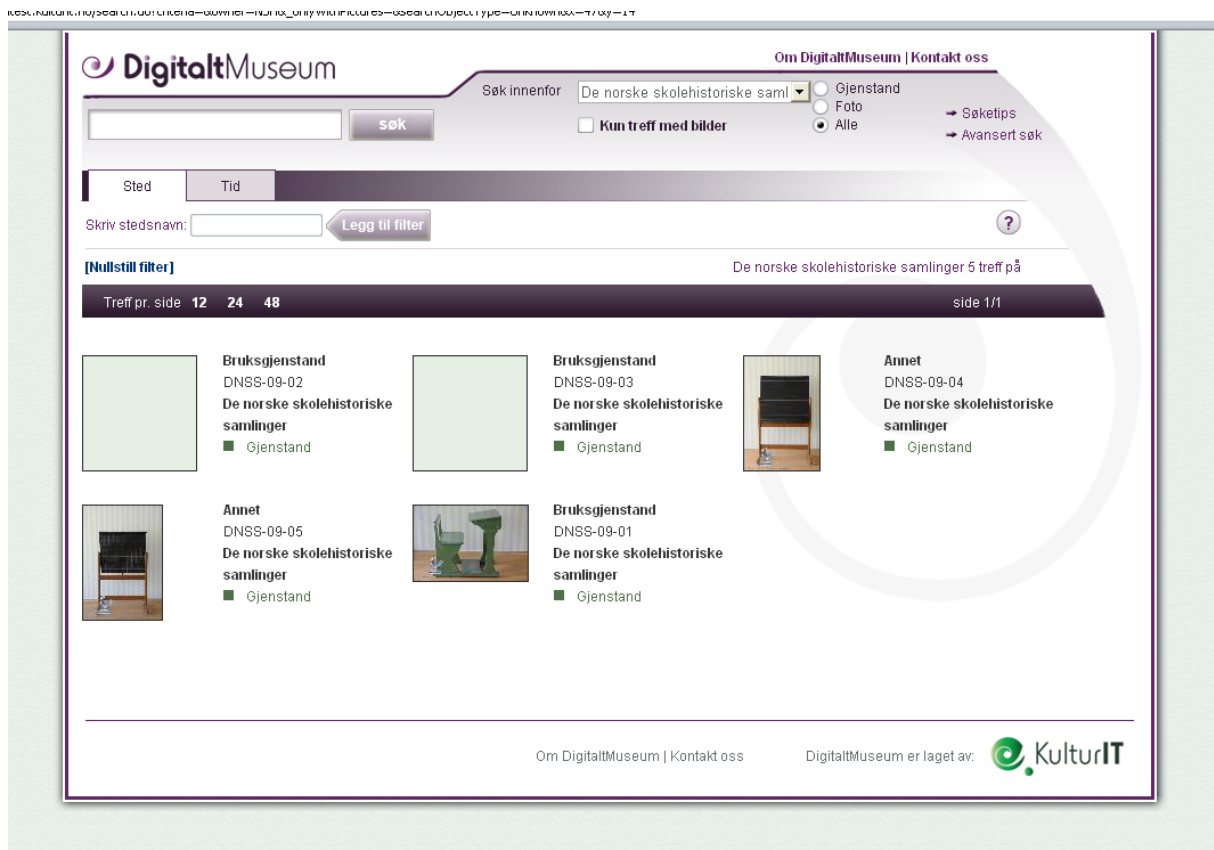 Om DigitaltMuseum | Kontakt oss
DigitaltMuseum
Søk innenfor De norske skolehistoriske saml
Gjenstand
Foto
Alle
søk
Kun treff med bilder
Søketips
Avansert søk
Sted Tid
Skriv stedsnavn: Legg til filter ?
[Nullstill filter] De norske skolehistoriske samlinger 5 treff på
Treff pr. side 12 24 48 side 1/1
Bruksgjenstand
DNSS-09-02
De norske skolehistoriske
samlinger
Gjenstand
Bruksgjenstand
DNSS-09-03
De norske skolehistoriske
samlinger
Gjenstand
Annet
DNSS-09-04
De norske skolehistoriske
samlinger
Gjenstand
Annet
DNSS-09-05
De norske skolehistoriske
samlinger
Gjenstand
Bruksgjenstand
DNSS-09-01
De norske skolehistoriske
samlinger
Gjenstand
Om DigitaltMuseum | Kontakt oss DigitaltMuseum er laget av: KulturIT